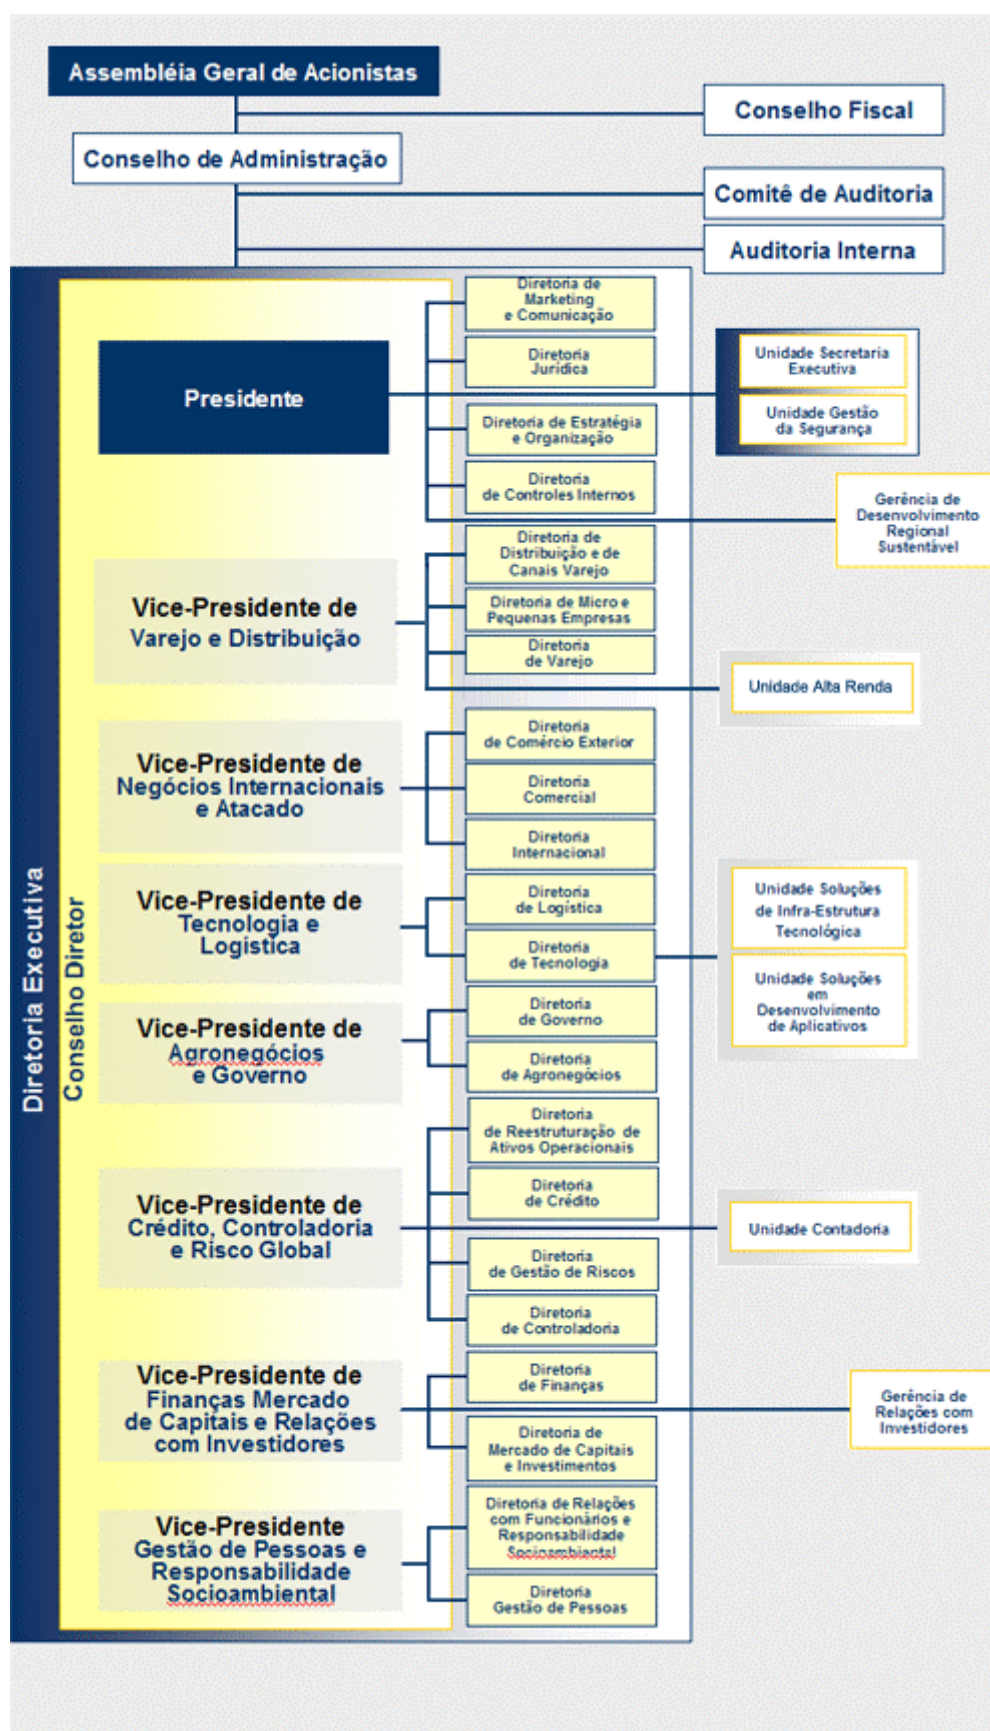 Assembléia Geral de Acionistas
Conselho Fiscal
Conselho de Administração
Comitê de Auditoria
Auditoria Interna
Diretoria Executiva
Conselho Diretor
Presidente
Diretoria de
Marketing
e Comunicação
Diretoria
Jurídica
Diretoria de Estratégia
e Organização
Diretoria
de Controles Internos
Unidade Secretaria
Executiva
Unidade Gestão
da Segurança
Gerência de
Desenvolvimento
Regional
Sustentável
Vice-Presidente de
Varejo e Distribuição
Diretoria de
Distribuição e de
Canais Varejo
Diretoria de Micro e
Pequenas Empresas
Diretoria
de Varejo
Unidade Alta Renda
Vice-Presidente de
Negócios Internacionais
e Atacado
Diretoria
de Comércio Exterior
Diretoria
Comercial
Diretoria
Internacional
Vice-Presidente de
Tecnologia e
Logística
Diretoria
de Logística
Diretoria
de Tecnologia
Unidade Soluções
de Infra-Estrutura
Tecnológica
Unidade Soluções
em
Desenvolvimento
de Aplicativos
Vice-Presidente de
Agronegócios
e Governo
Diretoria
de Governo
Diretoria
de Agronegócios
Vice-Presidente de
Crédito, Controladoria
e Risco Global
Diretoria
de Reestruturação de
Ativos Operacionais
Diretoria
de Crédito
Diretoria
de Gestão de Riscos
Diretoria
de Controladoria
Unidade Contadoria
Vice-Presidente de
Finanças Mercado
de Capitais e Relações
com Investidores
Diretoria
de Finanças
Diretoria de
Mercado de Capitais
e Investimentos
Gerência de
Relações com
Investidores
Vice-Presidente
Gestão de Pessoas e
Responsabilidade
Socioambiental
Diretoria de Relações
com Funcionários e
Responsabilidade
Socioambiental
Diretoria
Gestão de Pessoas